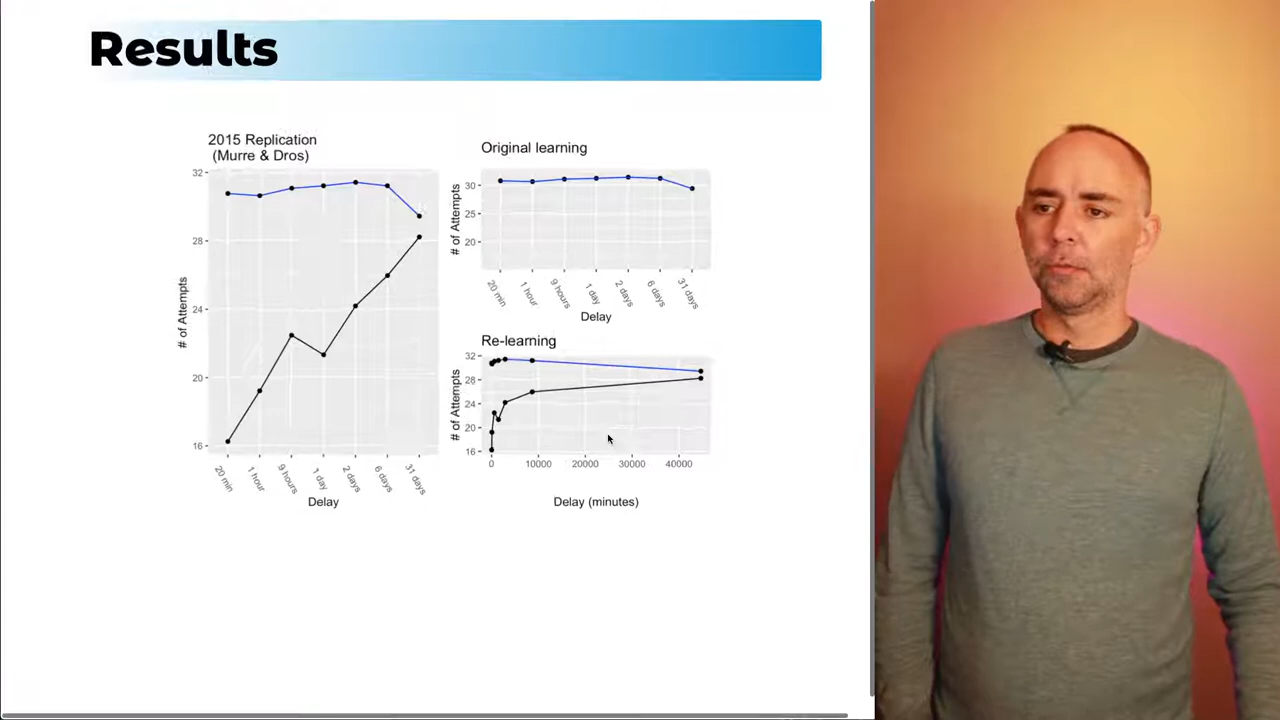 Results
2015 Replication
(Murre & Dros)
32
28
24
20
16
# of Attempts
20 min
1 hour
9 hours
1 day
2 days
6 days
31 days
Delay
Original learning
30
25
20
# of Attempts
20 min
1 hour
9 hours
1 day
2 days
6 days
31 days
Delay
Re-learning
32
28
24
20
16
# of Attempts
0
10000
20000
30000
40000
Delay (minutes)